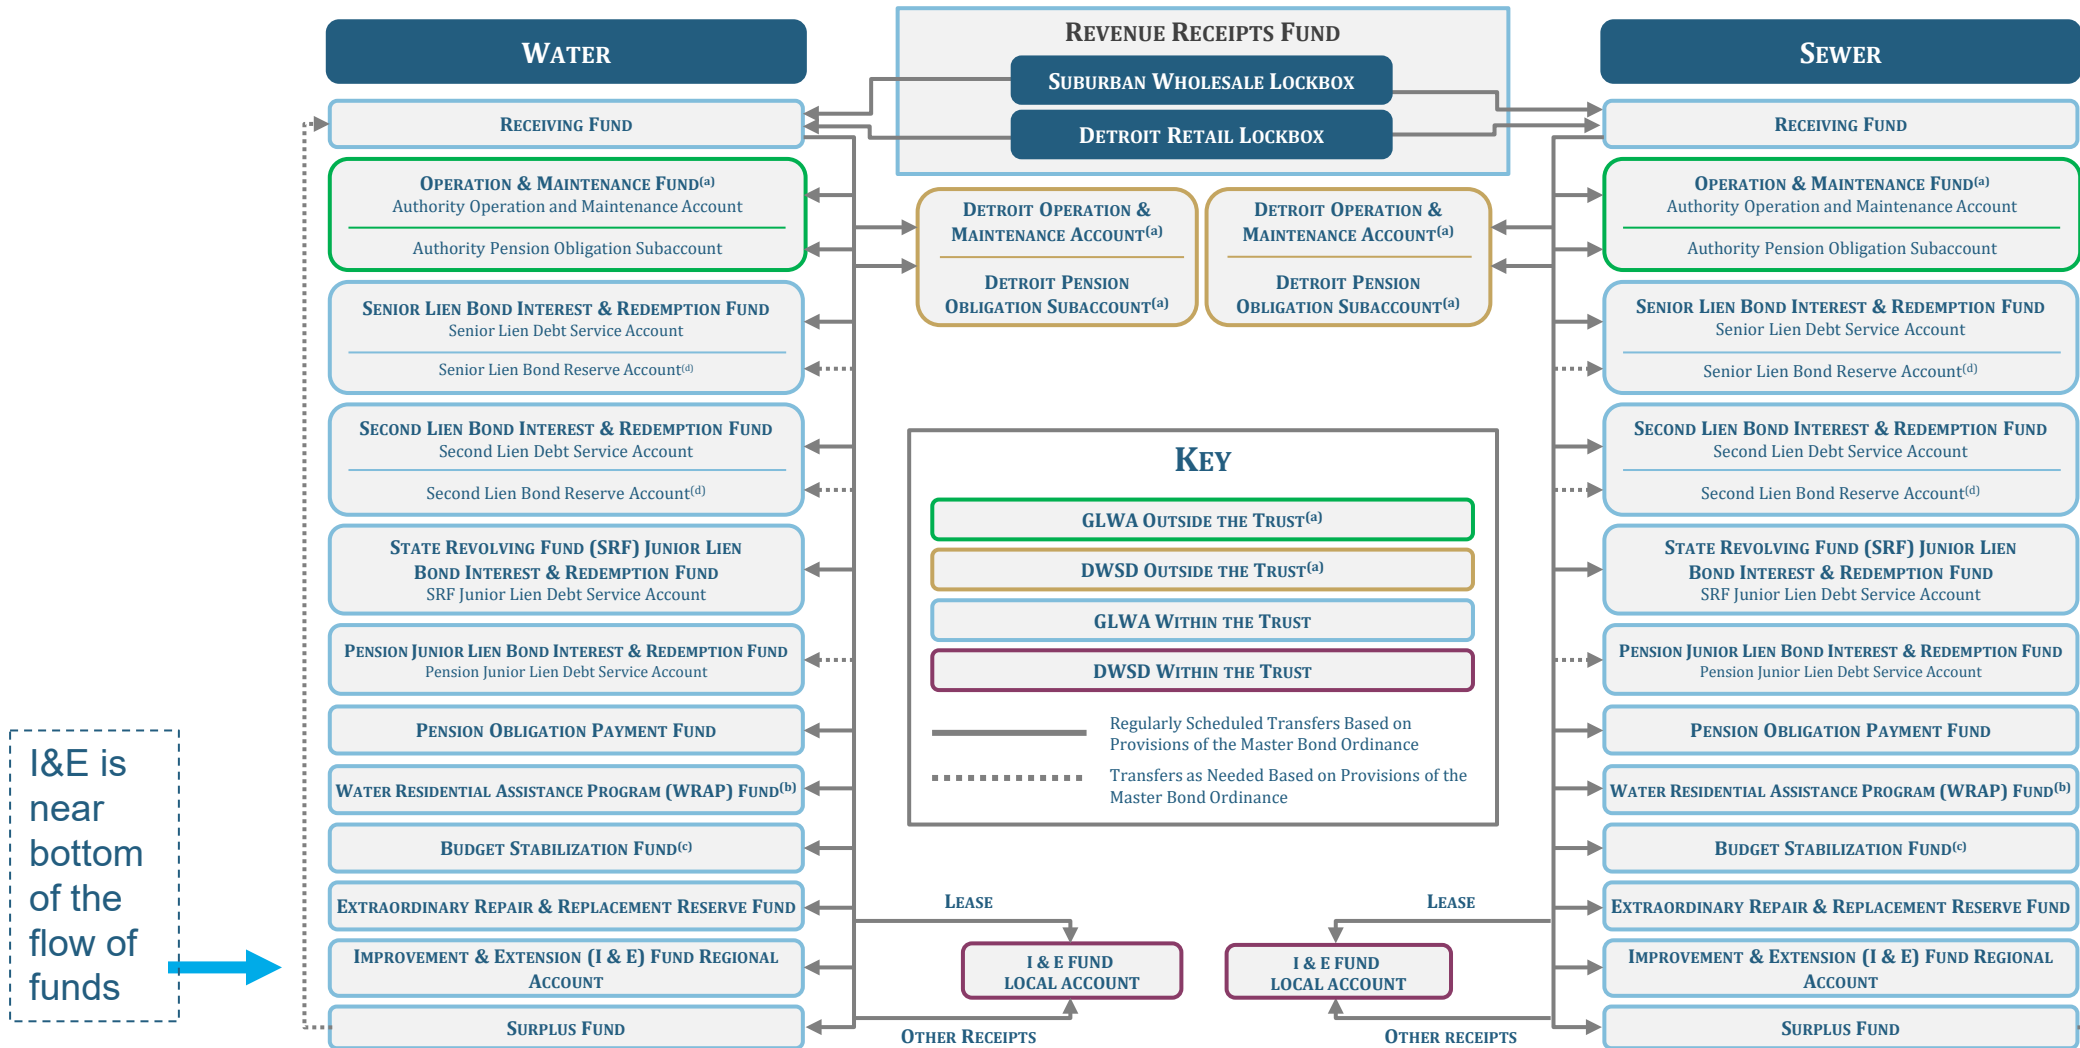 WATER
RECEIVING FUND
OPERATION & MAINTENANCE FUND(a)
Authority Operation and Maintenance Account
Authority Pension Obligation Subaccount
SENIOR LIEN BOND INTEREST & REDEMPTION FUND
Senior Lien Debt Service Account
Senior Lien Bond Reserve Account(d)
SECOND LIEN BOND INTEREST & REDEMPTION FUND
Second Lien Debt Service Account
Second Lien Bond Reserve Account(d)
STATE REVOLVING FUND (SRF) JUNIOR LIEN
BOND INTEREST & REDEMPTION FUND
SRF Junior Lien Debt Service Account
PENSION JUNIOR LIEN BOND INTEREST & REDEMPTION FUND
Pension Junior Lien Debt Service Account
PENSION OBLIGATION PAYMENT FUND
WATER RESIDENTIAL ASSISTANCE PROGRAM (WRAP) FUND(b)
BUDGET STABILIZATION FUND(c)
EXTRAORDINARY REPAIR & REPLACEMENT RESERVE FUND
IMPROVEMENT & EXTENSION (I & E) FUND REGIONAL
ACCOUNT
SURPLUS FUND
I&E is
near
bottom
of the
flow of
funds
REVENUE RECEIPTS FUND
SUBURBAN WHOLESALE LOCKBOX
DETROIT RETAIL LOCKBOX
DETROIT OPERATION &
MAINTENANCE ACCOUNT(a)
DETROIT PENSION
OBLIGATION SUBACCOUNT(a)
DETROIT OPERATION &
MAINTENANCE ACCOUNT(a)
DETROIT PENSION
OBLIGATION SUBACCOUNT(a)
KEY
GLWA OUTSIDE THE TRUST(a)
DWSD OUTSIDE THE TRUST(a)
GLWA WITHIN THE TRUST
DWSD WITHIN THE TRUST
Regularly Scheduled Transfers Based on
Provisions of the Master Bond Ordinance
Transfers as Needed Based on Provisions of the
Master Bond Ordinance
LEASE
I & E FUND
LOCAL ACCOUNT
OTHER RECEIPTS
LEASE
I & E FUND
LOCAL ACCOUNT
OTHER RECEIPTS
SEWER
RECEIVING FUND
OPERATION & MAINTENANCE FUND(a)
Authority Operation and Maintenance Account
Authority Pension Obligation Subaccount
SENIOR LIEN BOND INTEREST & REDEMPTION FUND
Senior Lien Debt Service Account
Senior Lien Bond Reserve Account(d)
SECOND LIEN BOND INTEREST & REDEMPTION FUND
Second Lien Debt Service Account
Second Lien Bond Reserve Account(d)
STATE REVOLVING FUND (SRF) JUNIOR LIEN
BOND INTEREST & REDEMPTION FUND
SRF Junior Lien Debt Service Account
PENSION JUNIOR LIEN BOND INTEREST & REDEMPTION FUND
Pension Junior Lien Debt Service Account
PENSION OBLIGATION PAYMENT FUND
WATER RESIDENTIAL ASSISTANCE PROGRAM (WRAP) FUND(b)
BUDGET STABILIZATION FUND(c)
EXTRAORDINARY REPAIR & REPLACEMENT RESERVE FUND
IMPROVEMENT & EXTENSION (I & E) FUND REGIONAL
ACCOUNT
SURPLUS FUND